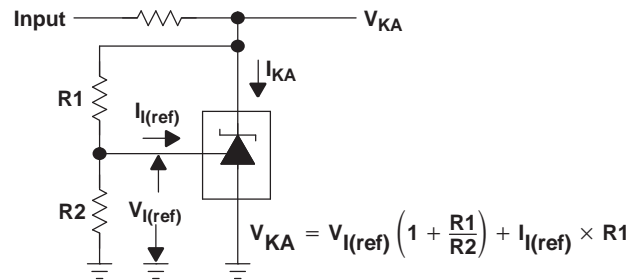 Input
V_KA
I_KA
R1
I_I(ref)
R2
V_I(ref)
V_KA = V_I(ref) (1 + R1/R2) + I_I(ref) × R1